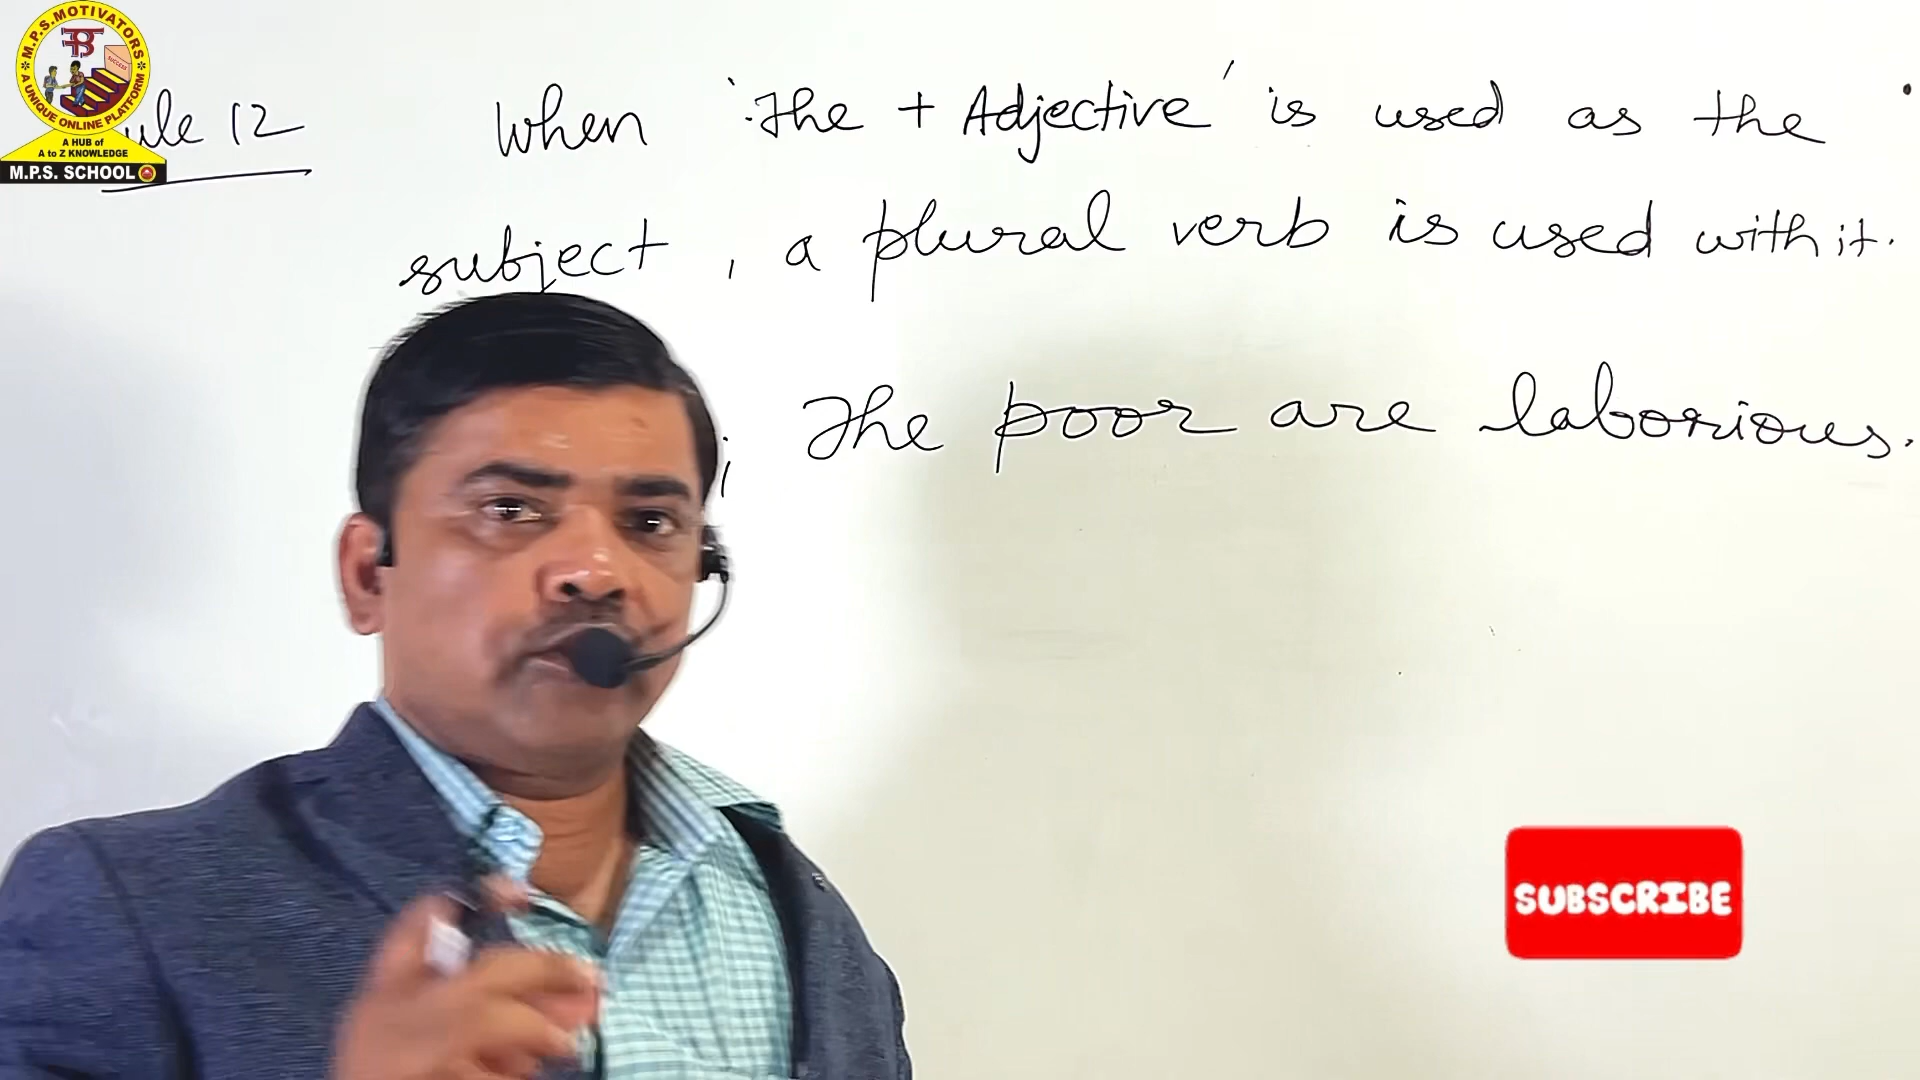 M.P.S.MOTIVATORS
SUCCESS
A UNIQUE ONLINE PLATFORM
A HUB of
A to Z KNOWLEDGE
M.P.S. SCHOOL
ule 12 When 'The + Adjective' is used as the
subject, a plural verb is used with it.
The poor are laborious.
SUBSCRIBE